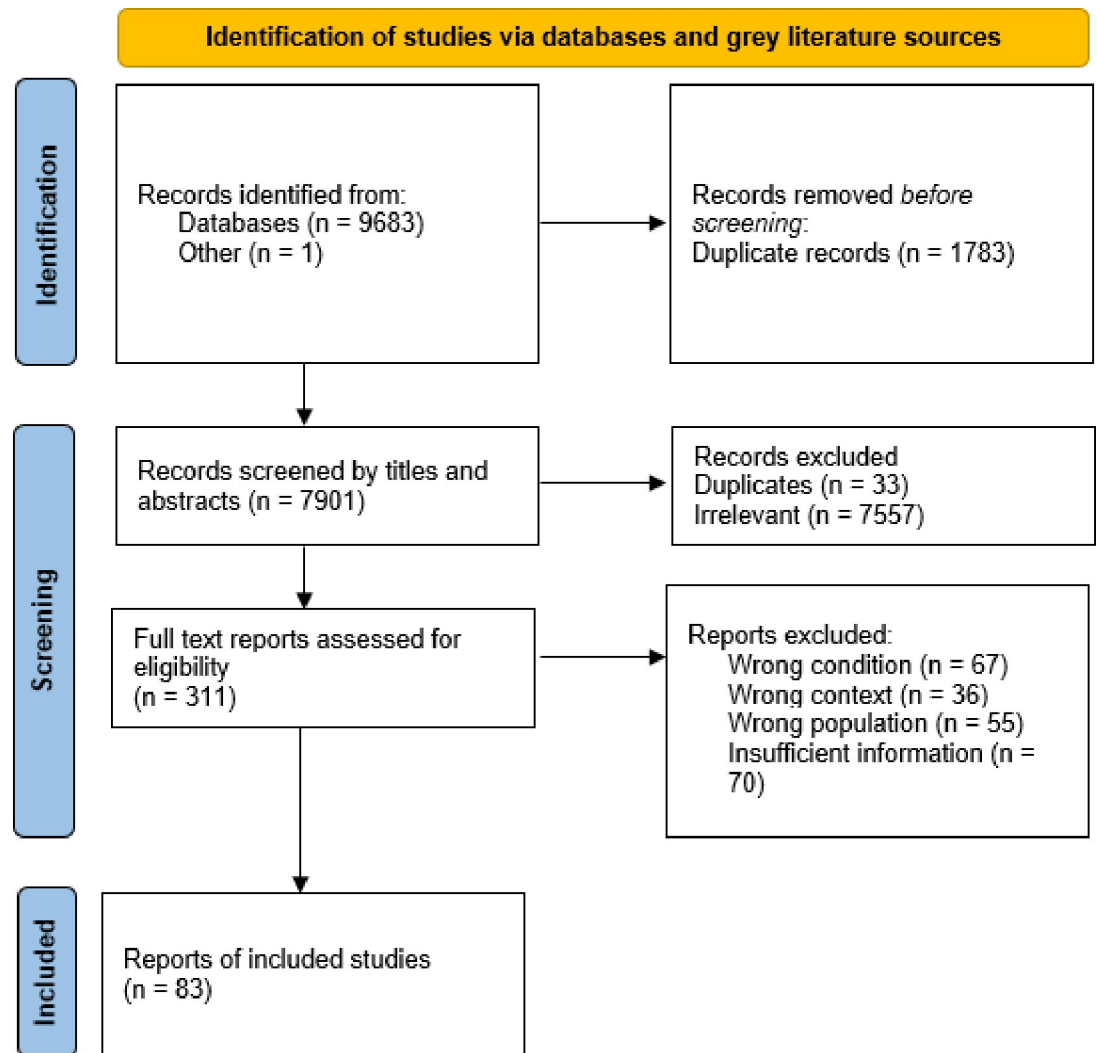 Identification of studies via databases and grey literature sources
Identification
Records identified from:
Databases (n = 9683)
Other (n = 1)
Records removed before
screening:
Duplicate records (n = 1783)
Screening
Records screened by titles and
abstracts (n = 7901)
Records excluded
Duplicates (n = 33)
Irrelevant (n = 7557)
Full text reports assessed for
eligibility
(n = 311)
Reports excluded:
Wrong condition (n = 67)
Wrong context (n = 36)
Wrong population (n = 55)
Insufficient information (n =
70)
Included
Reports of included studies
(n = 83)